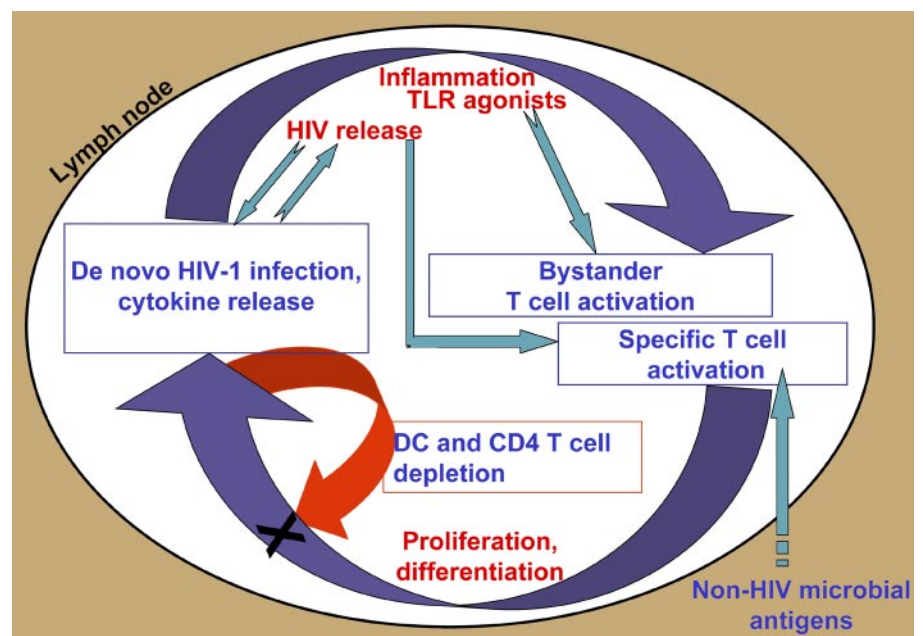 Lymph node
Inflammation
TLR agonists
HIV release
De novo HIV-1 infection,
cytokine release
Bystander
T cell activation
Specific T cell
activation
DC and CD4 T cell
depletion
Proliferation,
differentiation
Non-HIV microbial
antigens